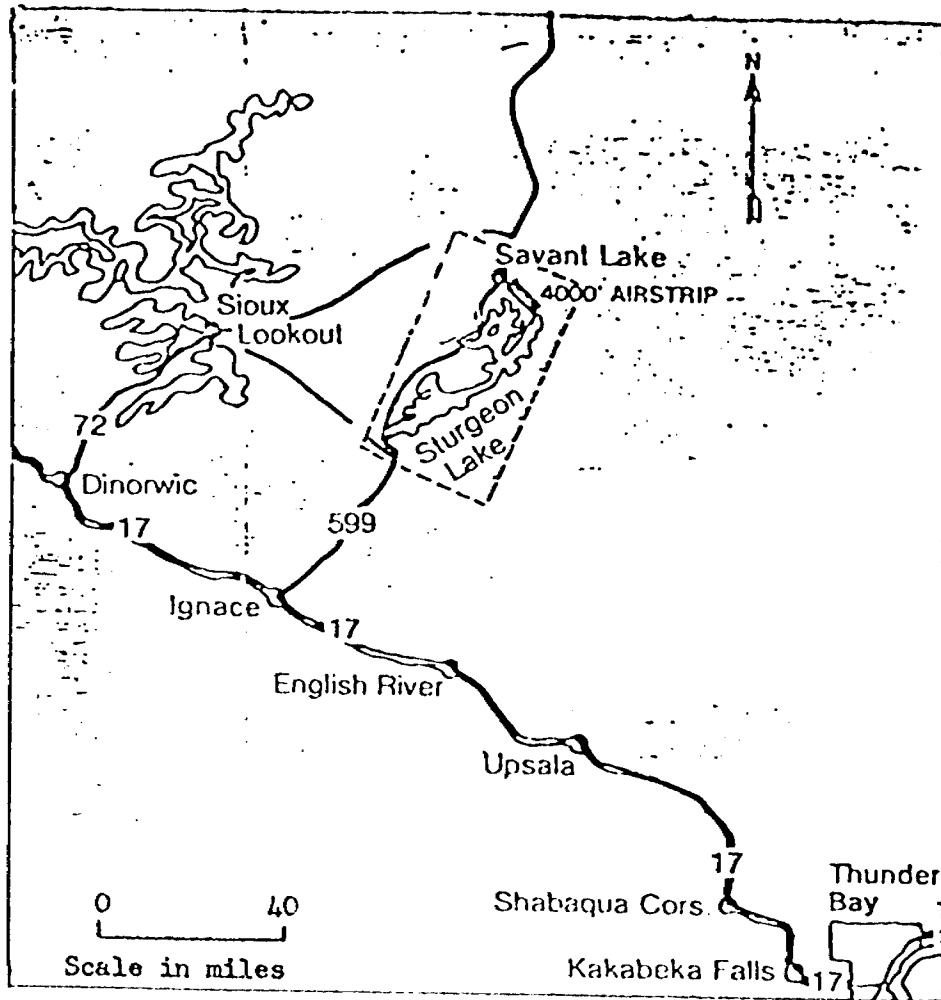 N
Savant Lake
4000' AIRSTRIP
Sioux
Lookout
Sturgeon
Lake
72
Dinorwic
17
599
Ignace
17
English River
Upsala
17
Thunder
Bay
Shabaqua Cors.
0 40
Scale in miles
Kakabeka Falls
17